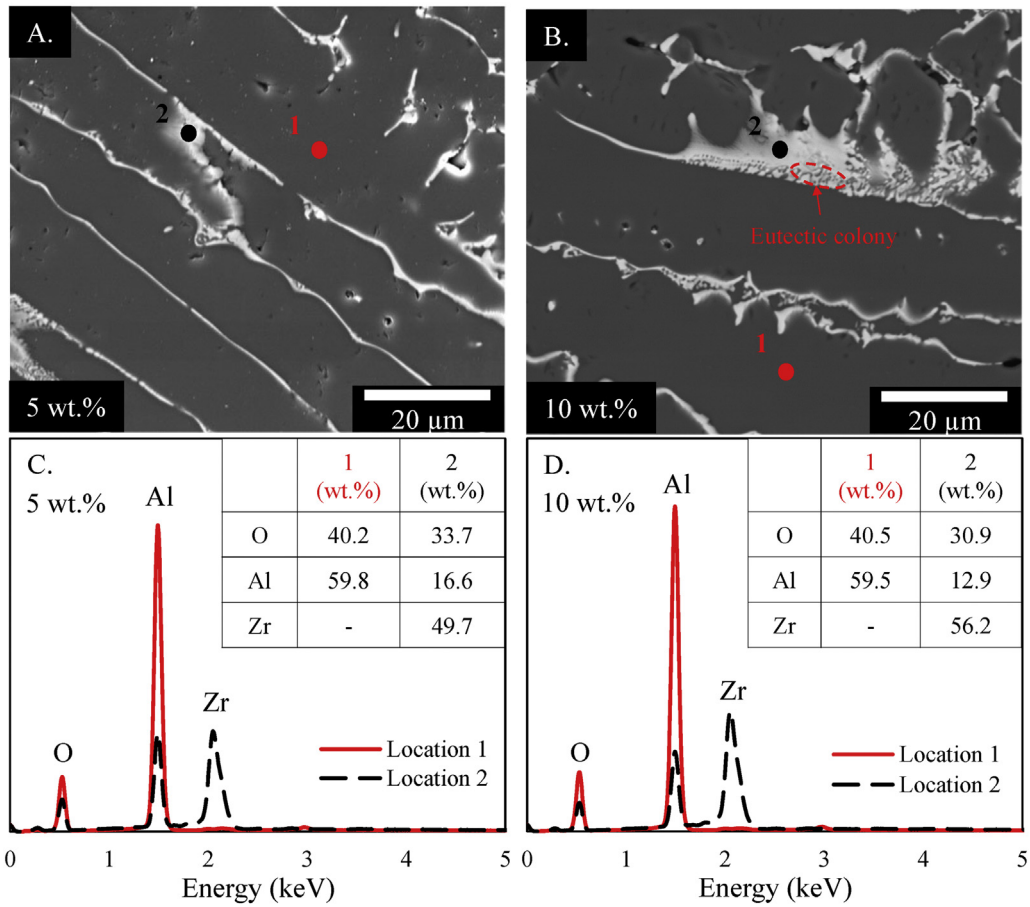 A.
2
1
5 wt.%
20 µm
B.
2
Eutectic colony
1
10 wt.%
20 µm
C.
5 wt.%
1 2
(wt.%) (wt.%)
O 40.2 33.7
Al 59.8 16.6
Zr - 49.7
Al
Zr
O
Location 1
Location 2
0 1 2 3 4 5
Energy (keV)
D.
10 wt.%
1 2
(wt.%) (wt.%)
O 40.5 30.9
Al 59.5 12.9
Zr - 56.2
Al
Zr
O
Location 1
Location 2
0 1 2 3 4 5
Energy (keV)